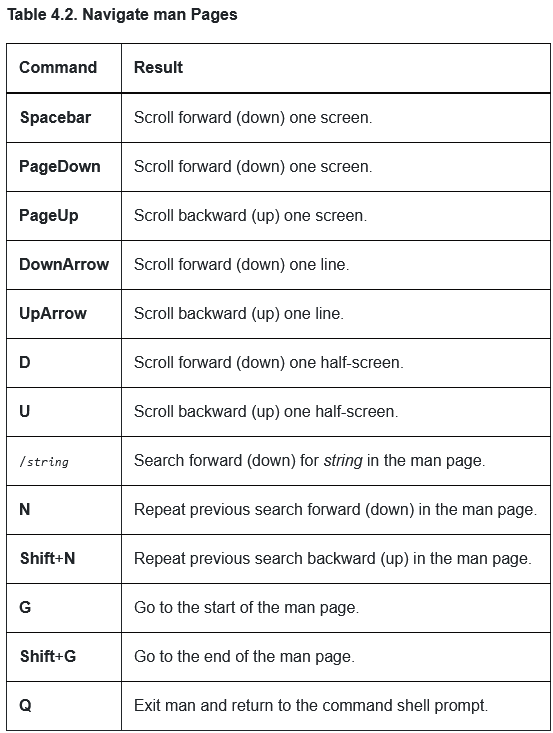 Table 4.2. Navigate man Pages
Command Result
Spacebar Scroll forward (down) one screen.
PageDown Scroll forward (down) one screen.
PageUp Scroll backward (up) one screen.
DownArrow Scroll forward (down) one line.
UpArrow Scroll backward (up) one line.
D Scroll forward (down) one half-screen.
U Scroll backward (up) one half-screen.
/string Search forward (down) for string in the man page.
N Repeat previous search forward (down) in the man page.
Shift+N Repeat previous search backward (up) in the man page.
G Go to the start of the man page.
Shift+G Go to the end of the man page.
Q Exit man and return to the command shell prompt.